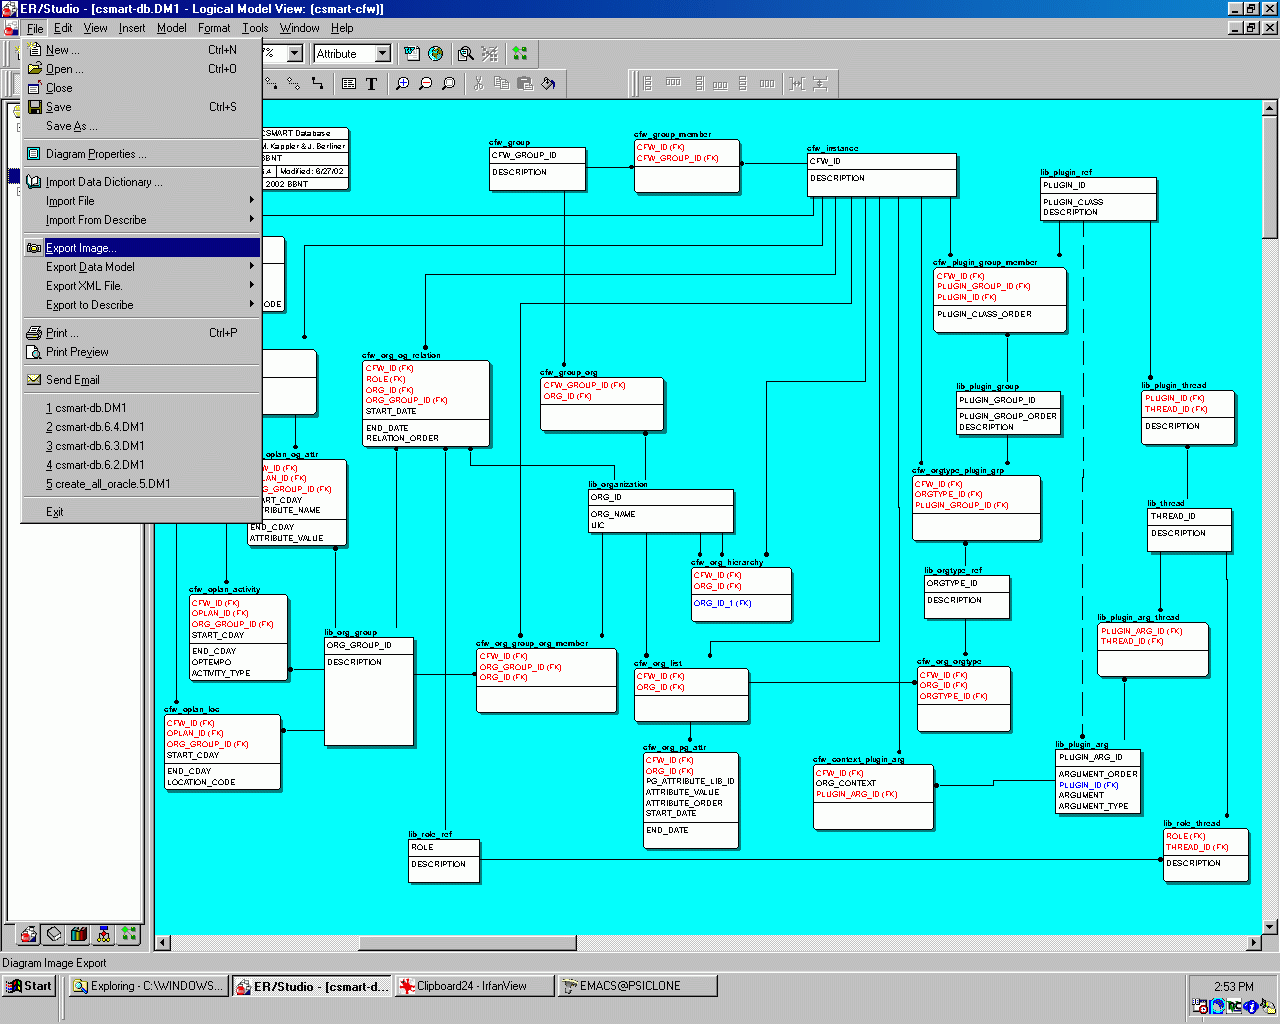 ER/Studio - [csmart-db.DM1 - Logical Model View: (csmart-cfw)]
File Edit View Insert Model Format Tools Window Help
New ... Ctrl+N
Open ... Ctrl+O
Close
Save Ctrl+S
Save As ...
Diagram Properties ...
Import Data Dictionary ...
Import File
Import From Describe
Export Image...
Export Data Model
Export XML File.
Export to Describe
Print ... Ctrl+P
Print Preview
Send Email
1 csmart-db.DM1
2 csmart-db.6.4.DM1
3 csmart-db.6.3.DM1
4 csmart-db.6.2.DM1
5 create_all_oracle.5.DM1
Exit
% Attribute
CSMART Database
M. Kappler & J. Berliner
BBNT
6.4 Modified: 6/27/02
2002 BBNT
cfw_group
CFW_GROUP_ID
DESCRIPTION
cfw_group_member
CFW_ID (FK)
CFW_GROUP_ID (FK)
cfw_instance
CFW_ID
DESCRIPTION
lib_plugin_ref
PLUGIN_ID
PLUGIN_CLASS
DESCRIPTION
cfw_plugin_group_member
CFW_ID (FK)
PLUGIN_GROUP_ID (FK)
PLUGIN_ID (FK)
PLUGIN_CLASS_ORDER
ODE
cfw_org_og_relation
CFW_ID (FK)
ROLE (FK)
ORG_ID (FK)
ORG_GROUP_ID (FK)
START_DATE
END_DATE
RELATION_ORDER
cfw_group_org
CFW_GROUP_ID (FK)
ORG_ID (FK)
lib_plugin_group
PLUGIN_GROUP_ID
PLUGIN_GROUP_ORDER
DESCRIPTION
lib_plugin_thread
PLUGIN_ID (FK)
THREAD_ID (FK)
DESCRIPTION
oplan_og_attr
W_ID (FK)
LAN_ID (FK)
G_GROUP_ID (FK)
START_CDAY
ATTRIBUTE_NAME
END_CDAY
ATTRIBUTE_VALUE
lib_organization
ORG_ID
ORG_NAME
UIC
cfw_orgtype_plugin_grp
CFW_ID (FK)
ORGTYPE_ID (FK)
PLUGIN_GROUP_ID (FK)
lib_thread
THREAD_ID
DESCRIPTION
cfw_org_hierarchy
CFW_ID (FK)
ORG_ID (FK)
ORG_ID_1 (FK)
lib_orgtype_ref
ORGTYPE_ID
DESCRIPTION
cfw_oplan_activity
CFW_ID (FK)
OPLAN_ID (FK)
ORG_GROUP_ID (FK)
START_CDAY
END_CDAY
OPTEMPO
ACTIVITY_TYPE
lib_org_group
ORG_GROUP_ID
DESCRIPTION
cfw_org_group_org_member
CFW_ID (FK)
ORG_GROUP_ID (FK)
ORG_ID (FK)
cfw_org_list
CFW_ID (FK)
ORG_ID (FK)
cfw_org_orgtype
CFW_ID (FK)
ORG_ID (FK)
ORGTYPE_ID (FK)
lib_plugin_arg_thread
PLUGIN_ARG_ID (FK)
THREAD_ID (FK)
cfw_oplan_loc
CFW_ID (FK)
OPLAN_ID (FK)
ORG_GROUP_ID (FK)
START_CDAY
END_CDAY
LOCATION_CODE
cfw_org_pg_attr
CFW_ID (FK)
ORG_ID (FK)
PG_ATTRIBUTE_LIB_ID
ATTRIBUTE_VALUE
ATTRIBUTE_ORDER
START_DATE
END_DATE
cfw_context_plugin_arg
CFW_ID (FK)
ORG_CONTEXT
PLUGIN_ARG_ID (FK)
lib_plugin_arg
PLUGIN_ARG_ID
ARGUMENT_ORDER
PLUGIN_ID (FK)
ARGUMENT
ARGUMENT_TYPE
lib_role_ref
ROLE
DESCRIPTION
lib_role_thread
ROLE (FK)
THREAD_ID (FK)
DESCRIPTION
Diagram Image Export
Start Exploring - C:\WINDOWS... ER/Studio - [csmart-d... Clipboard24 - IrfanView EMACS@PSICLONE 2:53 PM